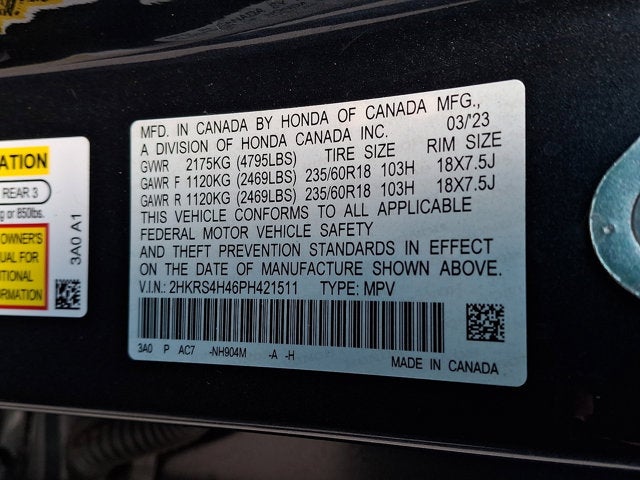 MFD. IN CANADA BY HONDA OF CANADA MFG.,
A DIVISION OF HONDA CANADA INC. 03/'23
GVWR 2175KG (4795LBS) TIRE SIZE RIM SIZE
GAWR F 1120KG (2469LBS) 235/60R18 103H 18X7.5J
GAWR R 1120KG (2469LBS) 235/60R18 103H 18X7.5J
THIS VEHICLE CONFORMS TO ALL APPLICABLE
FEDERAL MOTOR VEHICLE SAFETY
AND THEFT PREVENTION STANDARDS IN EFFECT
ON THE DATE OF MANUFACTURE SHOWN ABOVE.
V.I.N.: 2HKRS4H46PH421511 TYPE: MPV
3A0 P AC7 -NH904M -A -H
MADE IN CANADA
REAR 3
or 850lbs.
OWNER'S
FOR
3A0 A1